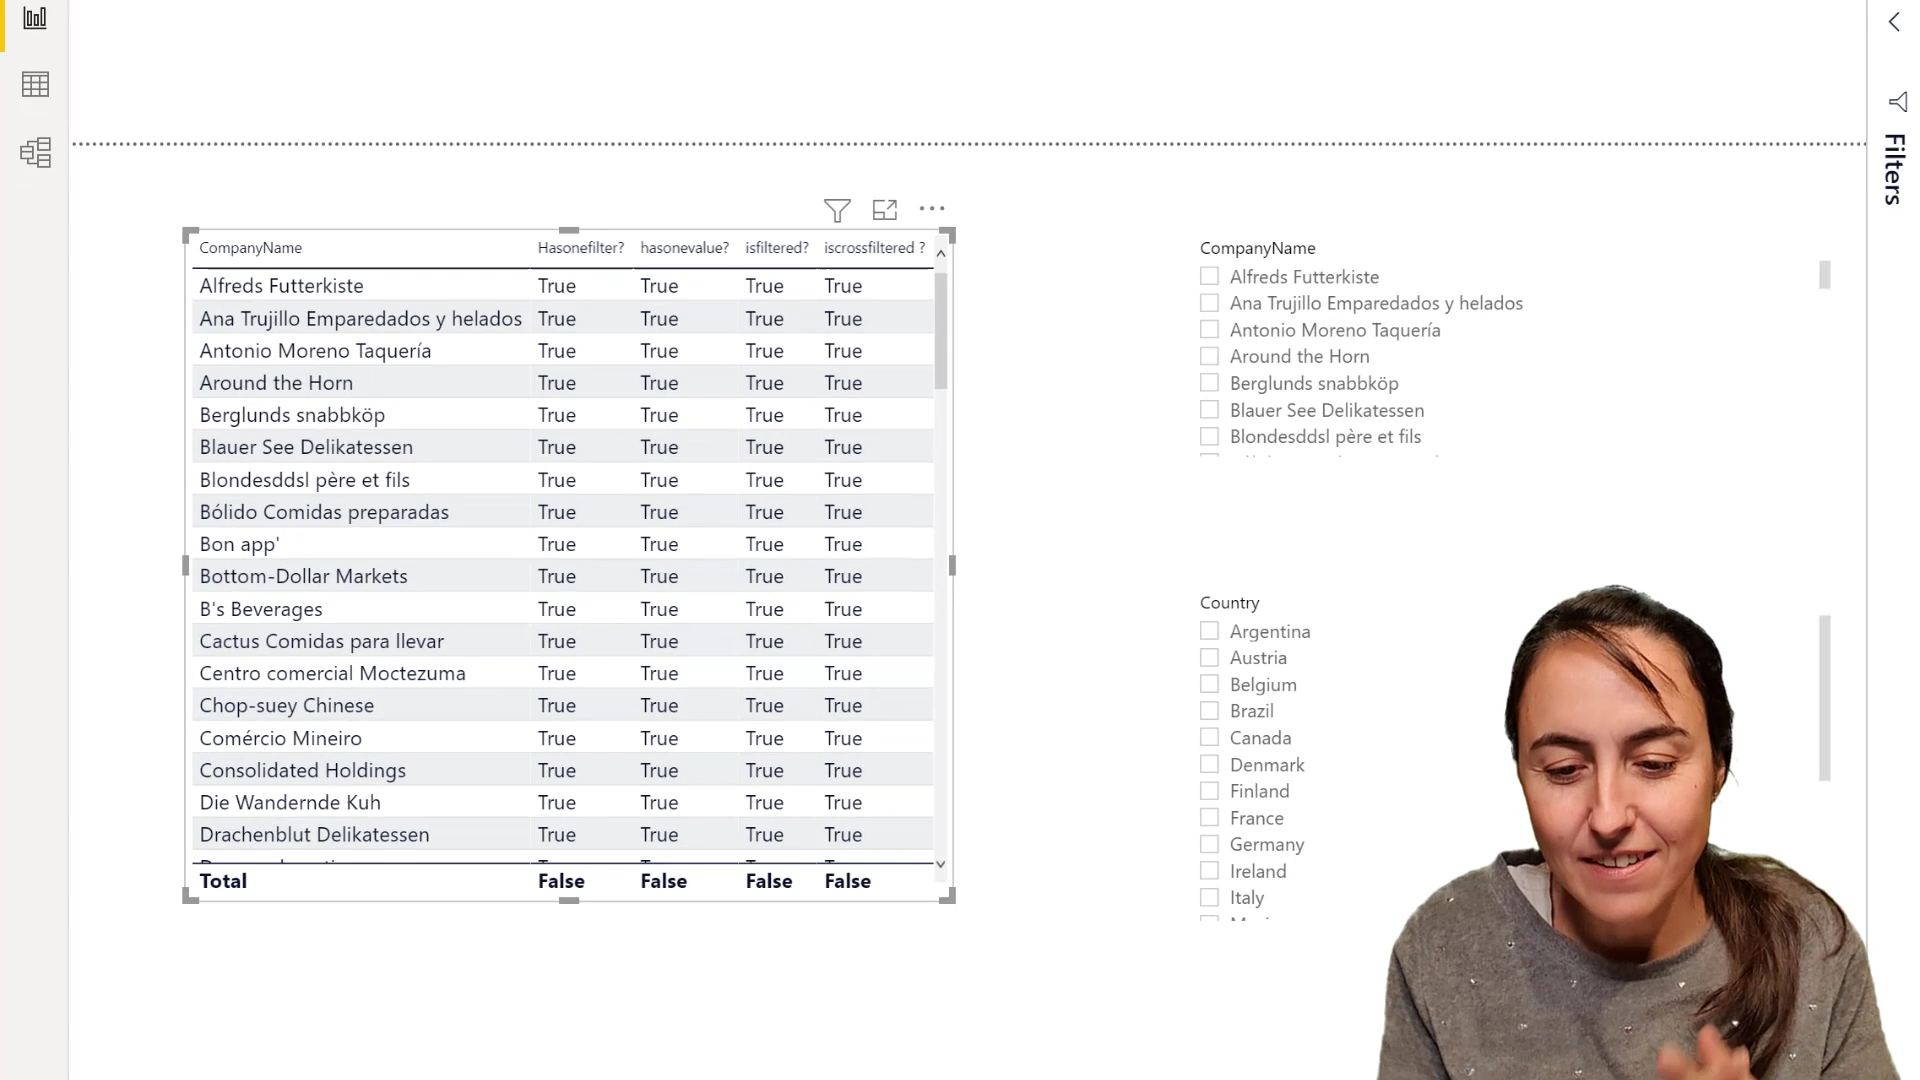 CompanyName Hasonefilter? hasonevalue? isfiltered? iscrossfiltered ?
Alfreds Futterkiste True True True True
Ana Trujillo Emparedados y helados True True True True
Antonio Moreno Taquería True True True True
Around the Horn True True True True
Berglunds snabbköp True True True True
Blauer See Delikatessen True True True True
Blondesddsl père et fils True True True True
Bólido Comidas preparadas True True True True
Bon app' True True True True
Bottom-Dollar Markets True True True True
B's Beverages True True True True
Cactus Comidas para llevar True True True True
Centro comercial Moctezuma True True True True
Chop-suey Chinese True True True True
Comércio Mineiro True True True True
Consolidated Holdings True True True True
Die Wandernde Kuh True True True True
Drachenblut Delikatessen True True True True
Total False False False False
CompanyName
Alfreds Futterkiste
Ana Trujillo Emparedados y helados
Antonio Moreno Taquería
Around the Horn
Berglunds snabbköp
Blauer See Delikatessen
Blondesddsl père et fils
Country
Argentina
Austria
Belgium
Brazil
Canada
Denmark
Finland
France
Germany
Ireland
Italy
Filters